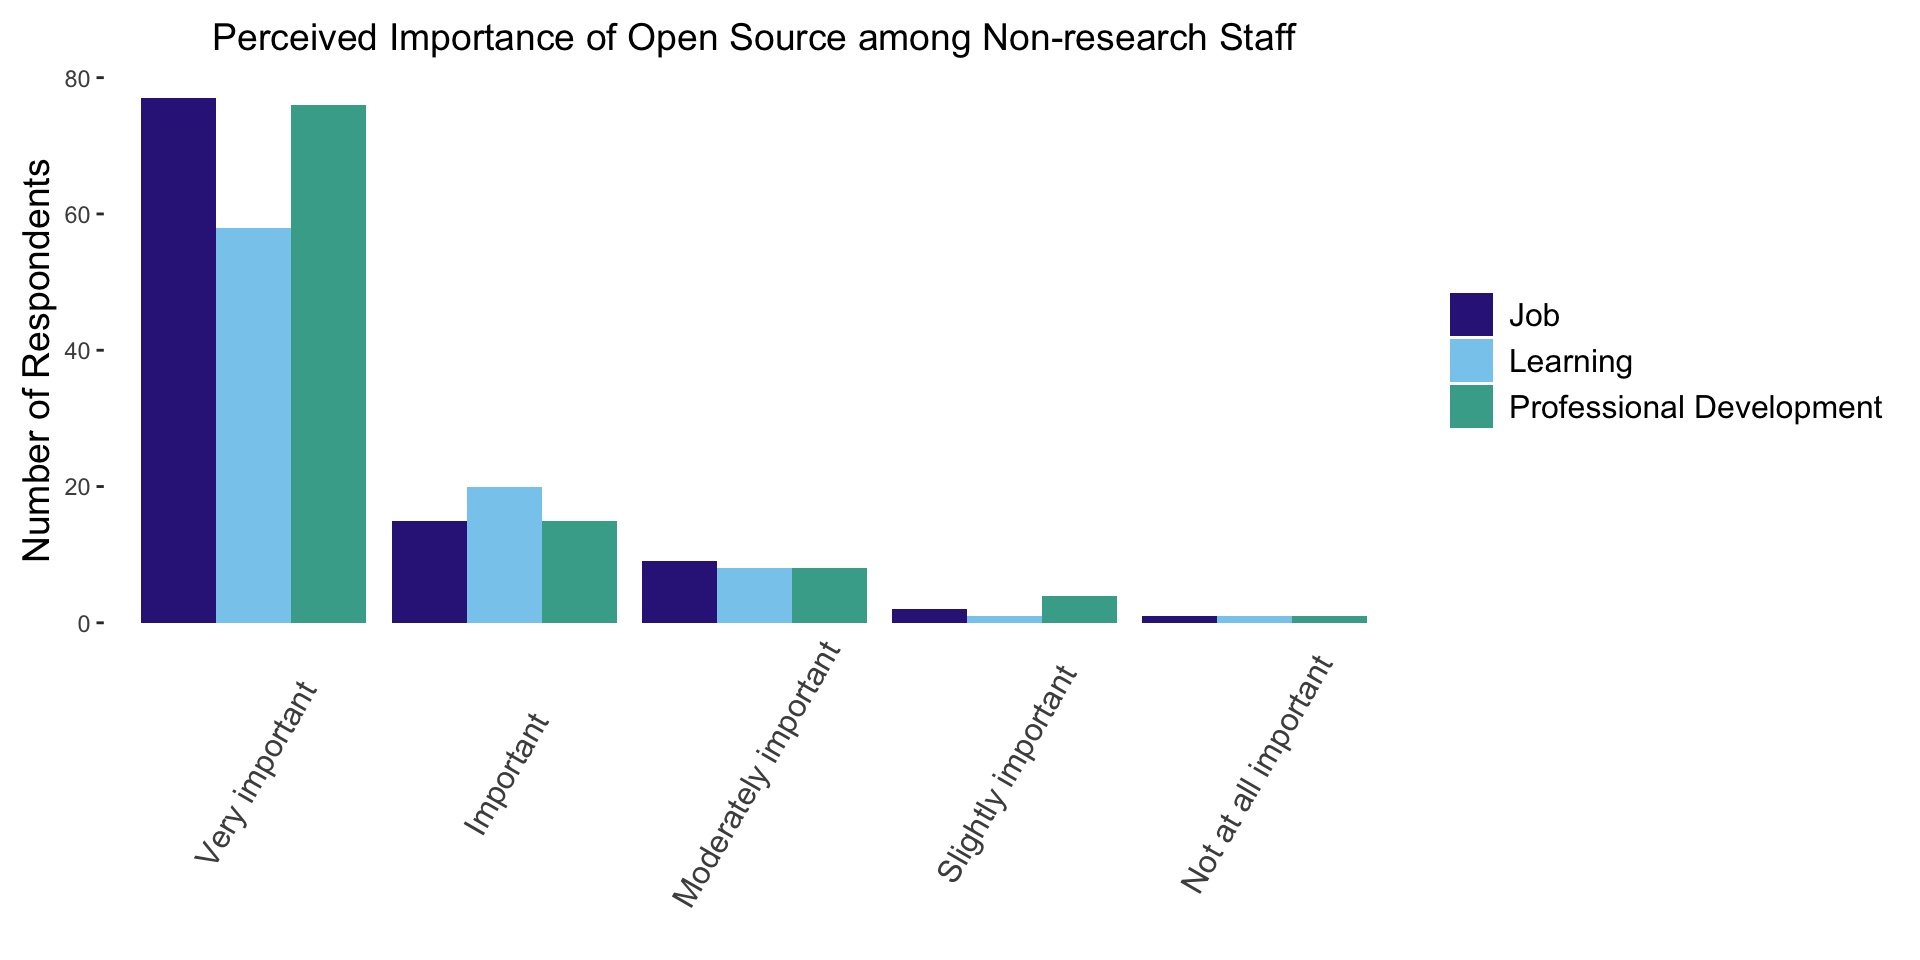 Perceived Importance of Open Source among Non-research Staff
Number of Respondents
80
60
40
20
0
Very important
Important
Moderately important
Slightly important
Not at all important
Job
Learning
Professional Development